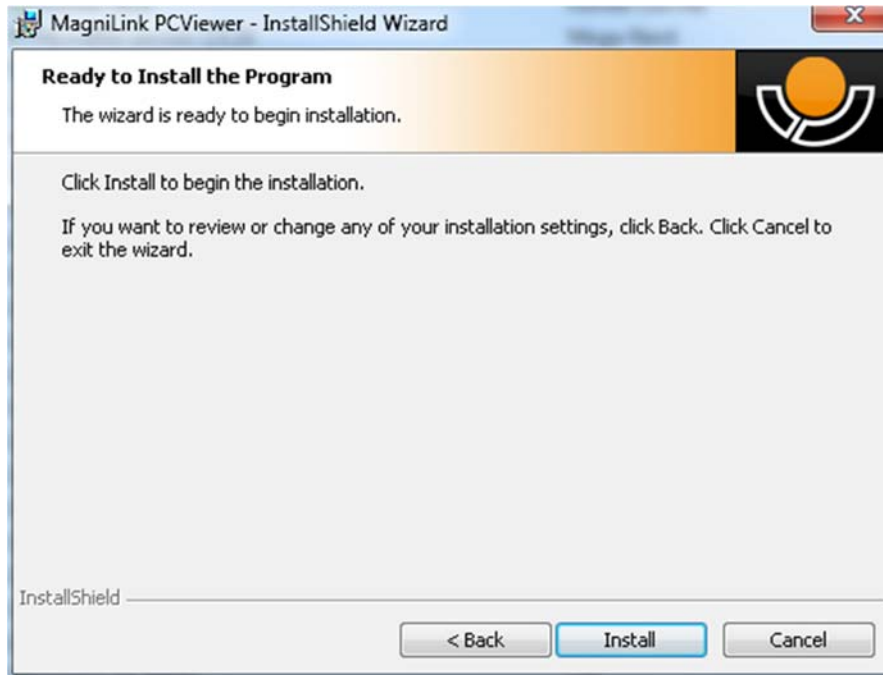 MagniLink PCViewer - InstallShield Wizard
Ready to Install the Program
The wizard is ready to begin installation.
Click Install to begin the installation.
If you want to review or change any of your installation settings, click Back. Click Cancel to
exit the wizard.
InstallShield
< Back
Install
Cancel